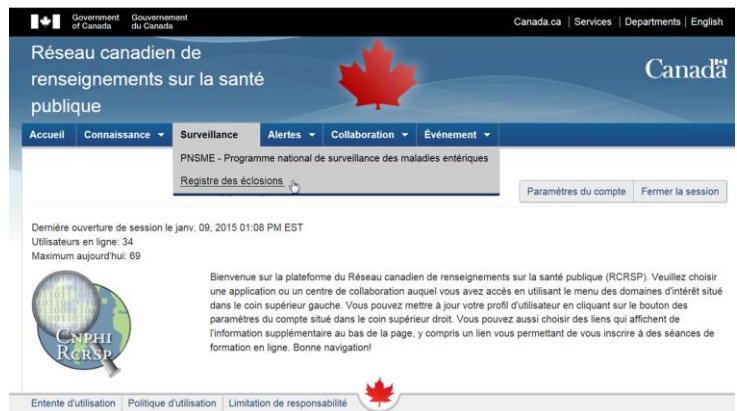 Government of Canada
Gouvernement du Canada
Canada.ca | Services | Departments | English
Réseau canadien de
renseignements sur la santé
publique
Canada
Accueil Connaissance Surveillance Alertes Collaboration Événement
PNSME - Programme national de surveillance des maladies entériques
Registre des éclosions
Paramètres du compte Fermer la session
Dernière ouverture de session le janv. 09, 2015 01:08 PM EST
Utilisateurs en ligne: 34
Maximum aujourd'hui: 69
Bienvenue sur la plateforme du Réseau canadien de renseignements sur la santé publique (RCRSP). Veuillez choisir
une application ou un centre de collaboration auquel vous avez accés en utilisant le menu des domaines d'intérêt situé
dans le coin supérieur gauche. Vous pouvez mettre à jour votre profil d'utilisateur en cliquant sur le bouton des
paramètres du compte situé dans le coin supérieur droit. Vous pouvez aussi choisir des liens qui affichent de
l'information supplémentaire au bas de la page, y compris un lien vous permettant de vous inscrire à des séances de
formation en ligne. Bonne navigation!
CNPHI
RCRSP
Entente d'utilisation | Politique d'utilisation | Limitation de responsabilité